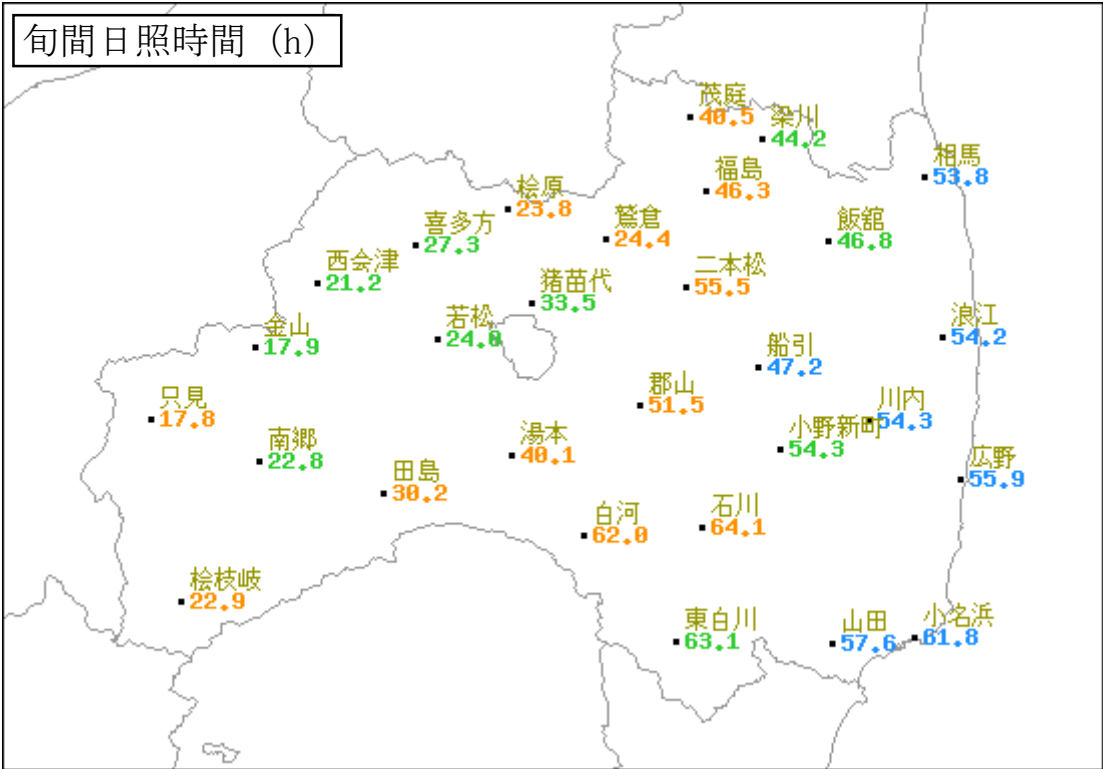 旬間日照時間 (h)
茂庭
40.5
梁川
44.2
相馬
53.8
福島
46.3
桧原
23.8
鷲倉
24.4
飯舘
46.8
喜多方
27.3
西会津
21.2
二本松
55.5
猪苗代
33.5
若松
24.0
金山
17.9
浪江
54.2
船引
47.2
郡山
51.5
只見
17.8
川内
54.3
小野新町
54.3
南郷
22.8
湯本
40.1
田島
30.2
広野
55.9
白河
62.0
石川
64.1
桧枝岐
22.9
東白川
63.1
山田
57.6
小名浜
61.8